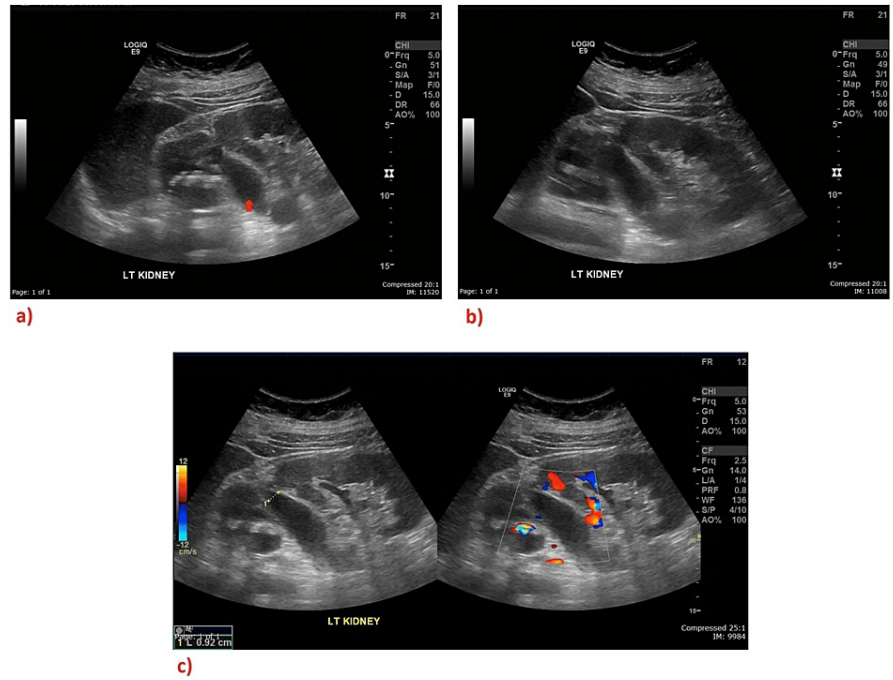 LOGIQ
E9
FR 21
CHI
Frq 5.0
Gn 51
S/A 3/1
Map F/0
D 15.0
DR 66
AO% 100
0
5
10
15
LT KIDNEY
Page: 1 of 1
Compressed 20:1
IM: 11520
a)
LOGIQ
E9
FR 21
CHI
Frq 5.0
Gn 49
S/A 3/1
Map F/0
D 15.0
DR 66
AO% 100
0
5
10
15
LT KIDNEY
Page: 1 of 1
Compressed 20:1
IM: 11008
b)
LOGIQ
E9
FR 12
CHI
Frq 5.0
Gn 53
D 15.0
AO% 100
CF
Frq 2.5
Gn 14.0
L/A 1/4
PRF 0.8
WF 136
S/P 4/10
AO% 100
12
-12
cm/s
0
5
15
LT KIDNEY
Page: 1 of 1
1 L 0.92 cm
Compressed 25:1
IM: 9984
c)